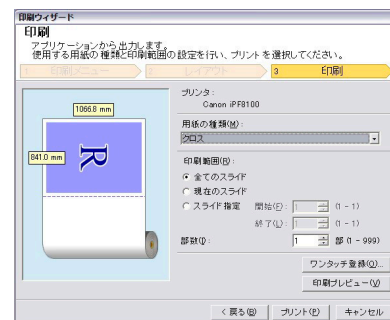 印刷ウィザード
印刷
アプリケーションから出力します。
使用する用紙の種類と印刷範囲の設定を行い、プリントを選択してください。
1 印刷メニュー 2 レイアウト 3 印刷
プリンタ:
Canon iPF8100
1066.8 mm
841.0 mm
R
用紙の種類(M):
クロス
印刷範囲(R):
全てのスライド
現在のスライド
スライド指定 開始(F): 1 (1 - 1)
終了(L): 1 (1 - 1)
部数(I): 1 部 (1 - 999)
ワンタッチ登録(O)...
印刷プレビュー(V)
< 戻る(B) プリント(P) キャンセル